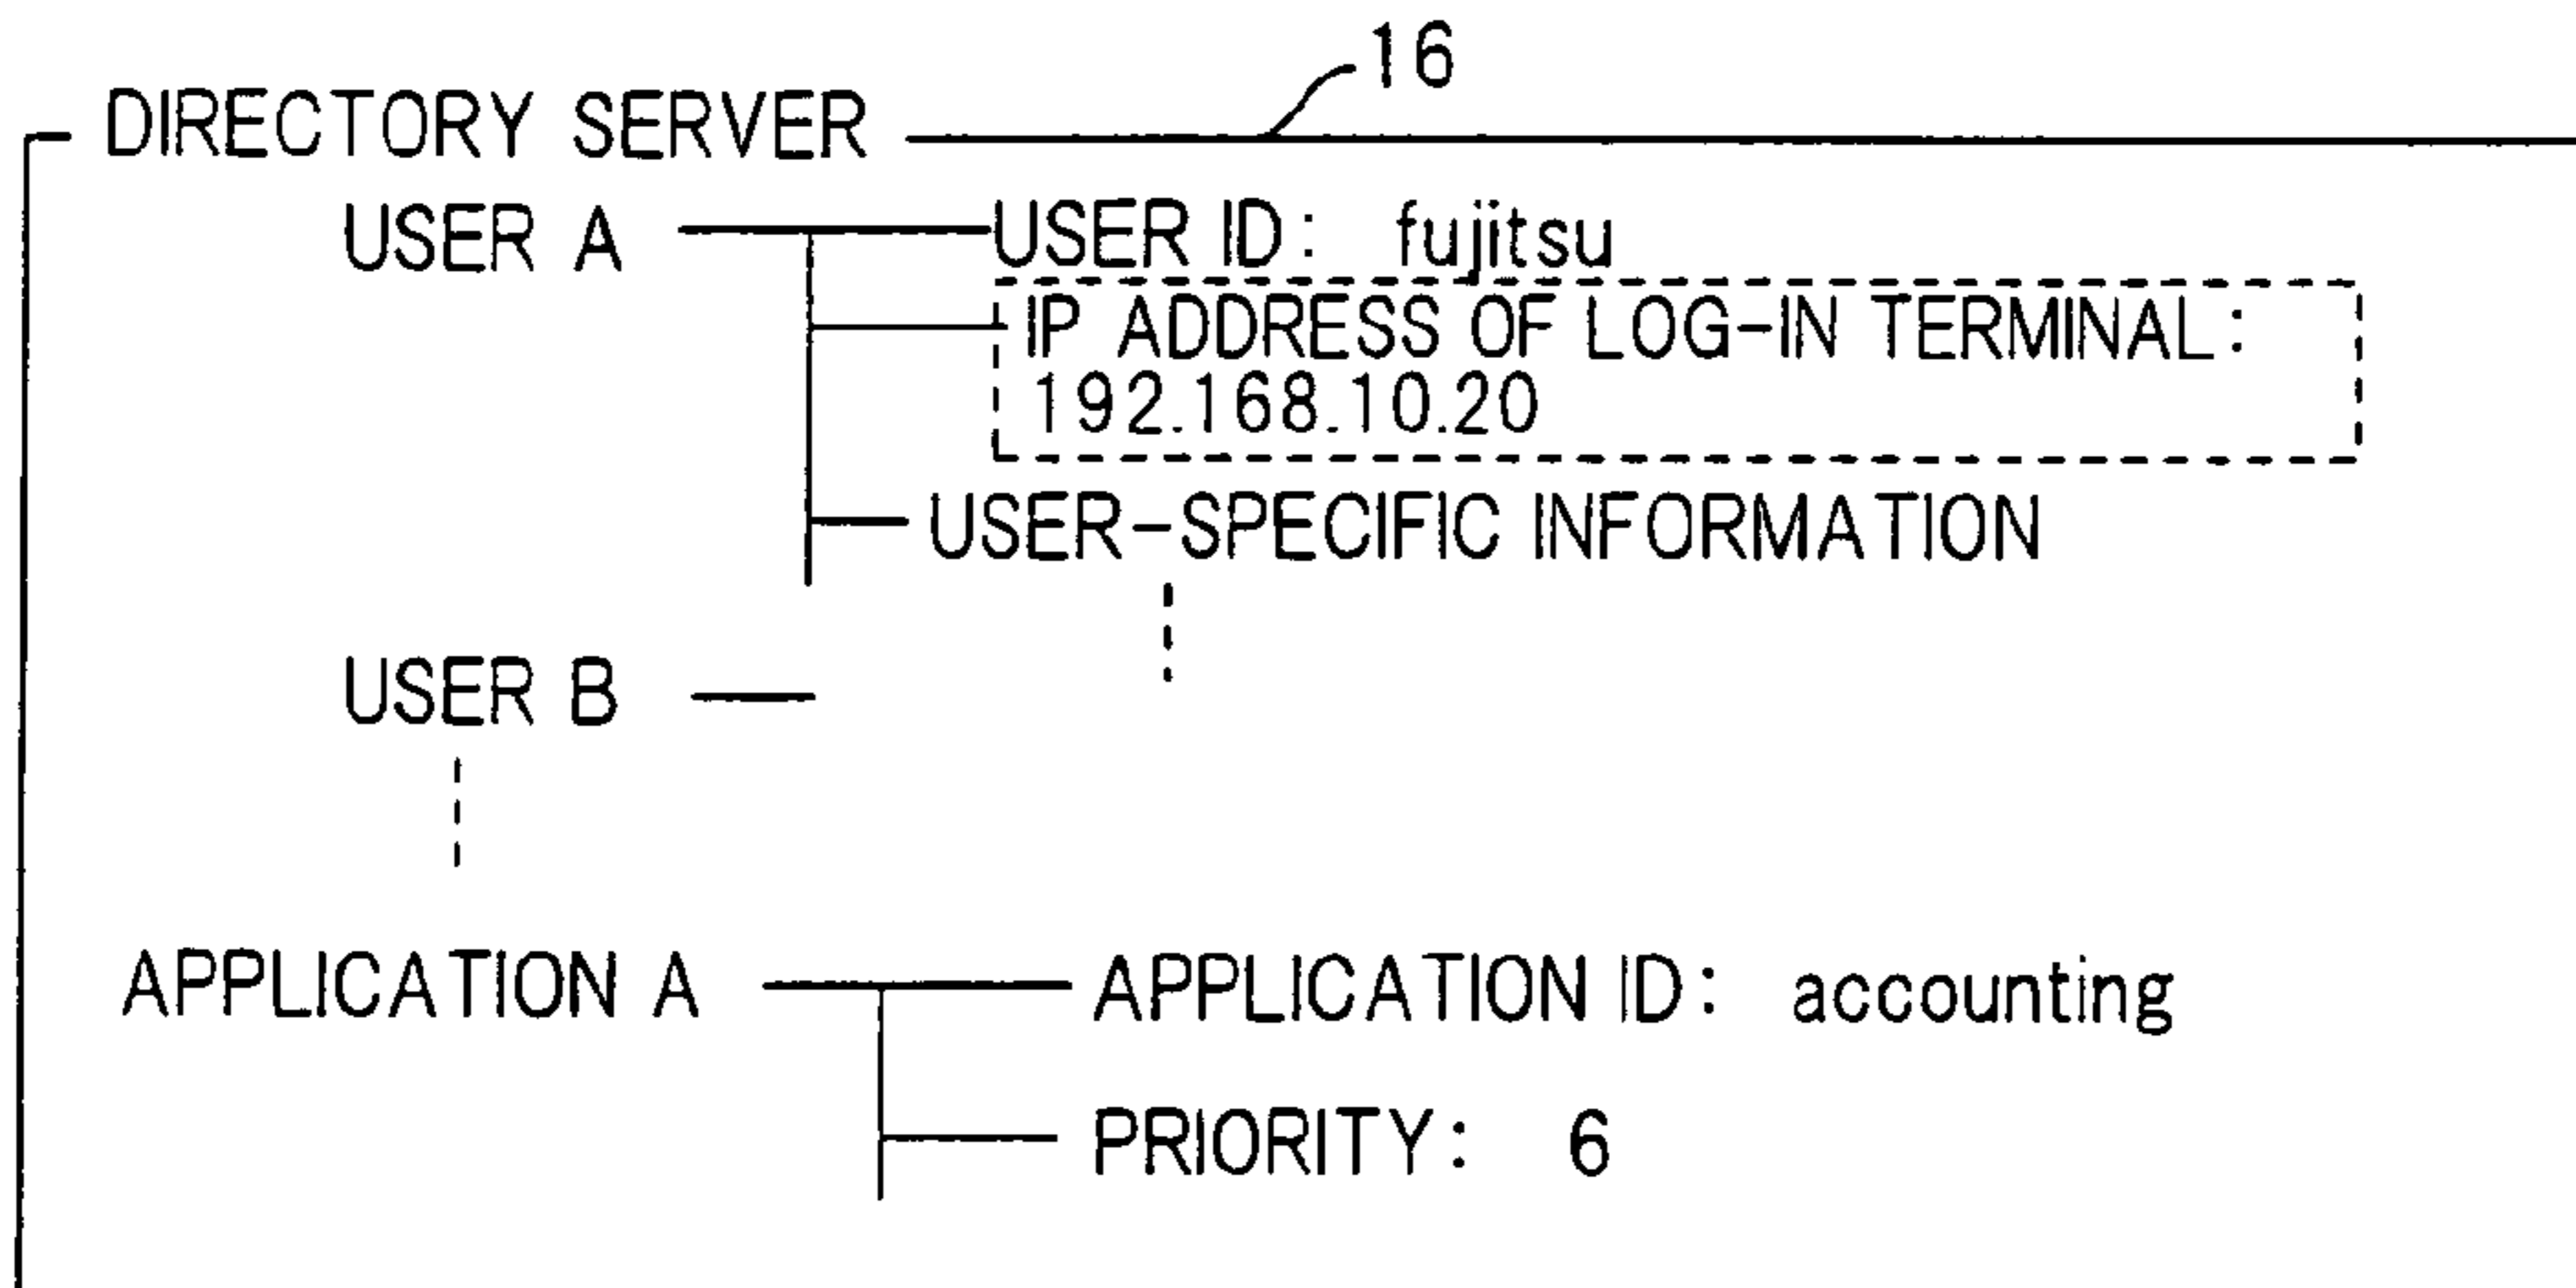 16
DIRECTORY SERVER
USER A
USER ID: fujitsu
IP ADDRESS OF LOG-IN TERMINAL:
192.168.10.20
USER-SPECIFIC INFORMATION
USER B
APPLICATION A
APPLICATION ID: accounting
PRIORITY: 6